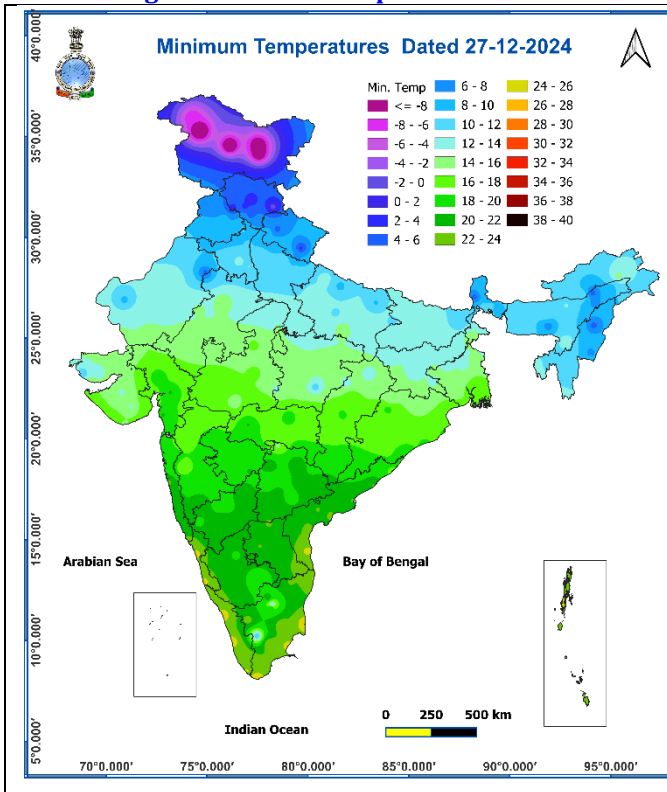 Minimum Temperatures Dated 27-12-2024
Min. Temp
<= -8
-8 - -6
-6 - -4
-4 - -2
-2 - 0
0 - 2
2 - 4
4 - 6
6 - 8
8 - 10
10 - 12
12 - 14
14 - 16
16 - 18
18 - 20
20 - 22
22 - 24
24 - 26
26 - 28
28 - 30
30 - 32
32 - 34
34 - 36
36 - 38
38 - 40
40°0.000'
35°0.000'
30°0.000'
25°0.000'
20°0.000'
15°0.000'
10°0.000'
5°0.000'
Arabian Sea
Bay of Bengal
Indian Ocean
0 250 500 km
70°0.000' 75°0.000' 80°0.000' 85°0.000' 90°0.000' 95°0.000'